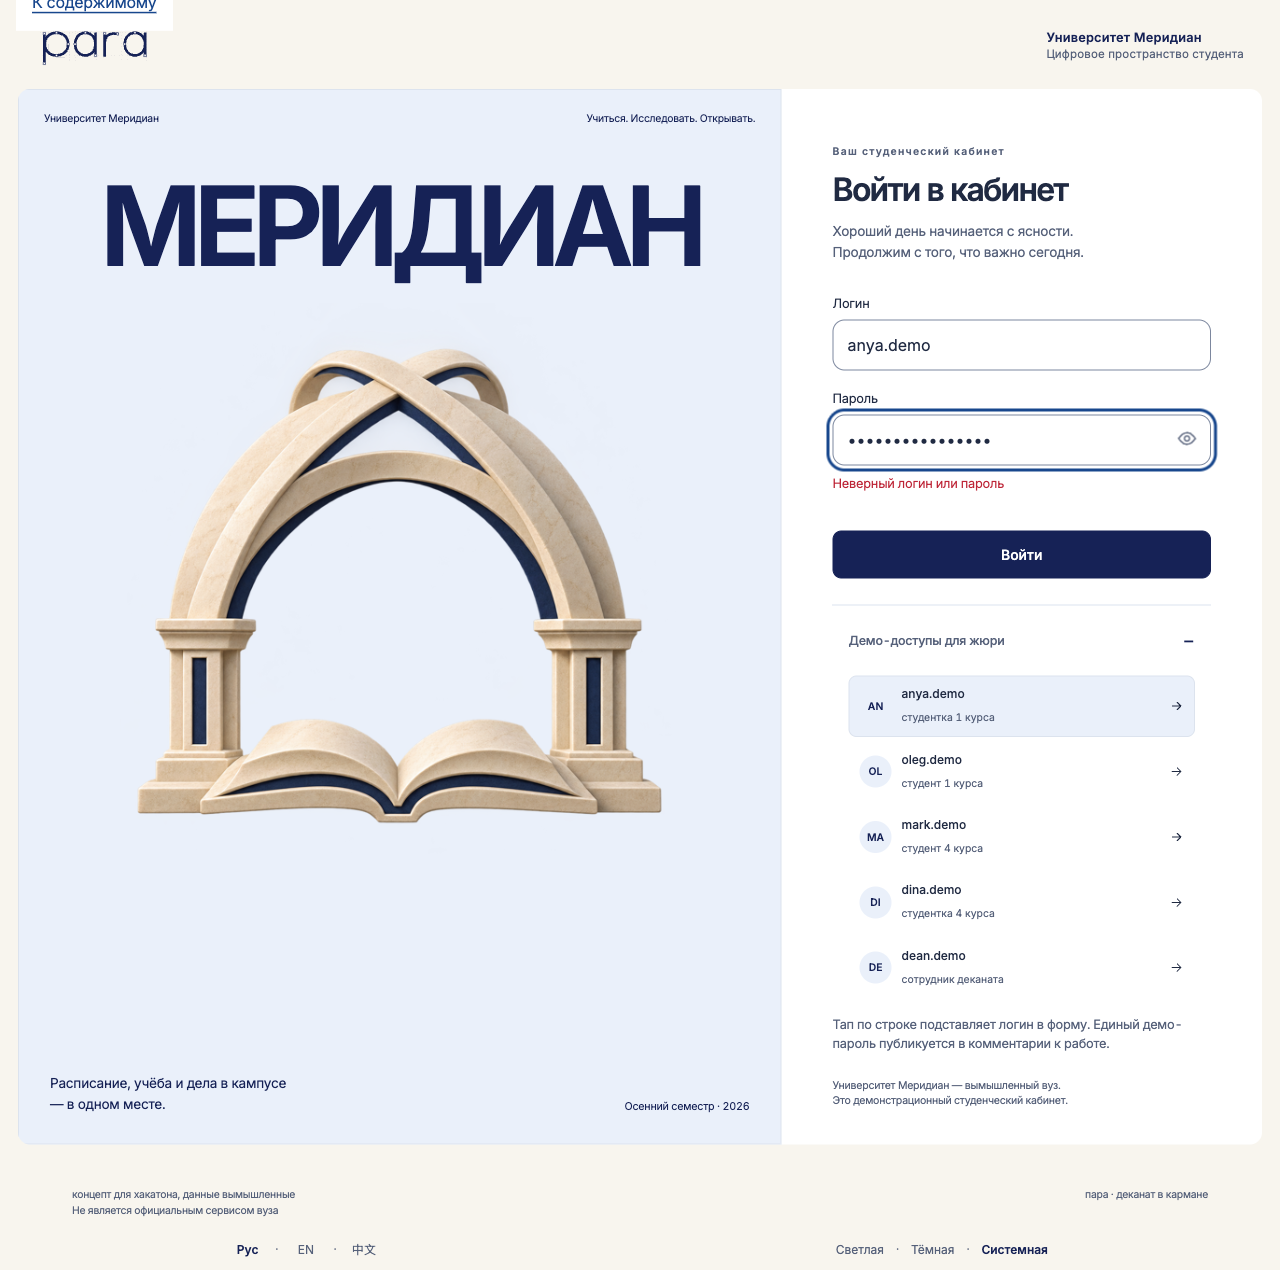 К содержимому
para
Университет Меридиан
Цифровое пространство студента
Университет Меридиан
Учиться. Исследовать. Открывать.
МЕРИДИАН
Расписание, учёба и дела в кампусе
— в одном месте.
Осенний семестр · 2026
Ваш студенческий кабинет
Войти в кабинет
Хороший день начинается с ясности.
Продолжим с того, что важно сегодня.
Логин
anya.demo
Пароль
••••••••••••••••
Неверный логин или пароль
Войти
Демо-доступы для жюри
AN
anya.demo
студентка 1 курса
OL
oleg.demo
студент 1 курса
MA
mark.demo
студент 4 курса
DI
dina.demo
студентка 4 курса
DE
dean.demo
сотрудник деканата
Тап по строке подставляет логин в форму. Единый демо-
пароль публикуется в комментарии к работе.
Университет Меридиан — вымышленный вуз.
Это демонстрационный студенческий кабинет.
концепт для хакатона, данные вымышленные
Не является официальным сервисом вуза
пара · деканат в кармане
Рус · EN · 中文
Светлая · Тёмная · Системная